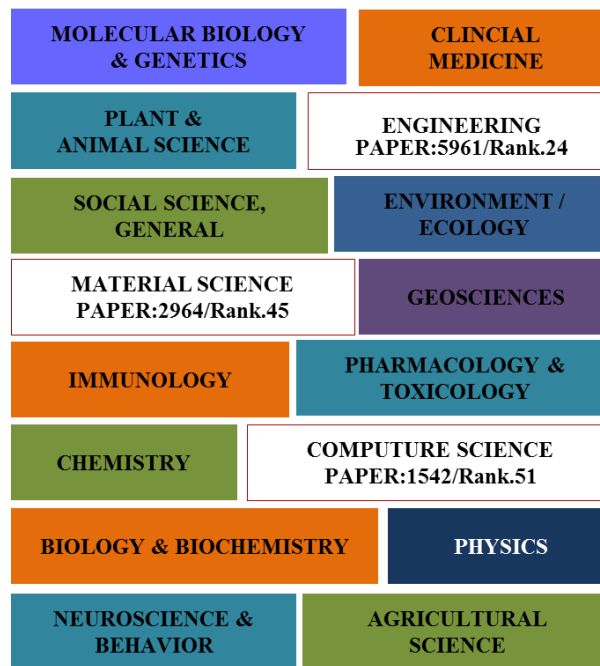 MOLECULAR BIOLOGY
& GENETICS
CLINCIAL
MEDICINE
PLANT &
ANIMAL SCIENCE
ENGINEERING
PAPER:5961/Rank.24
SOCIAL SCIENCE,
GENERAL
ENVIRONMENT /
ECOLOGY
MATERIAL SCIENCE
PAPER:2964/Rank.45
GEOSCIENCES
IMMUNOLOGY
PHARMACOLOGY &
TOXICOLOGY
CHEMISTRY
COMPUTURE SCIENCE
PAPER:1542/Rank.51
BIOLOGY & BIOCHEMISTRY
PHYSICS
NEUROSCIENCE &
BEHAVIOR
AGRICULTURAL
SCIENCE